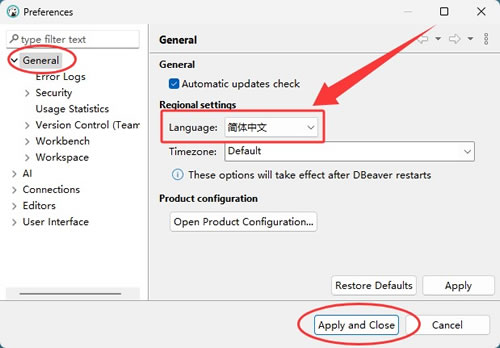 Preferences
type filter text
General
Error Logs
Security
Usage Statistics
Version Control (Team
Workbench
Workspace
AI
Connections
Editors
User Interface
General
General
Automatic updates check
Regional settings
Language: 简体中文
Timezone: Default
These options will take effect after DBeaver restarts
Product configuration
Open Product Configuration...
Restore Defaults Apply
Apply and Close Cancel